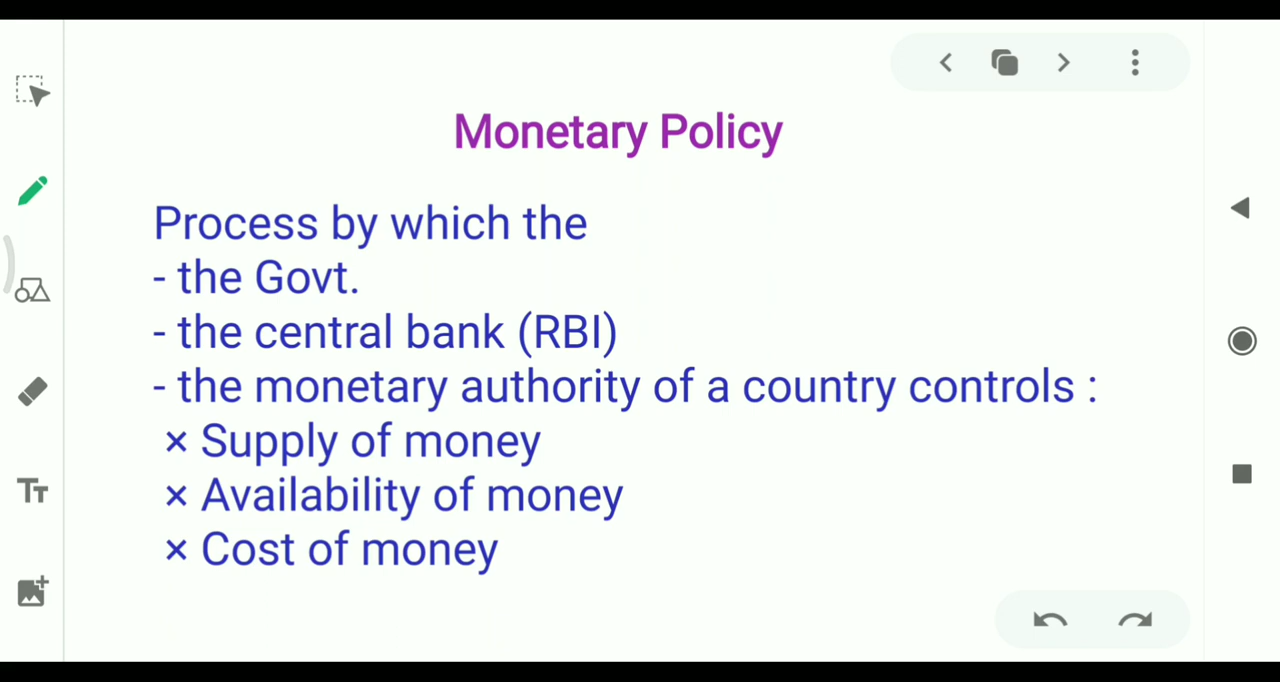 Monetary Policy
Process by which the
- the Govt.
- the central bank (RBI)
- the monetary authority of a country controls :
× Supply of money
× Availability of money
× Cost of money